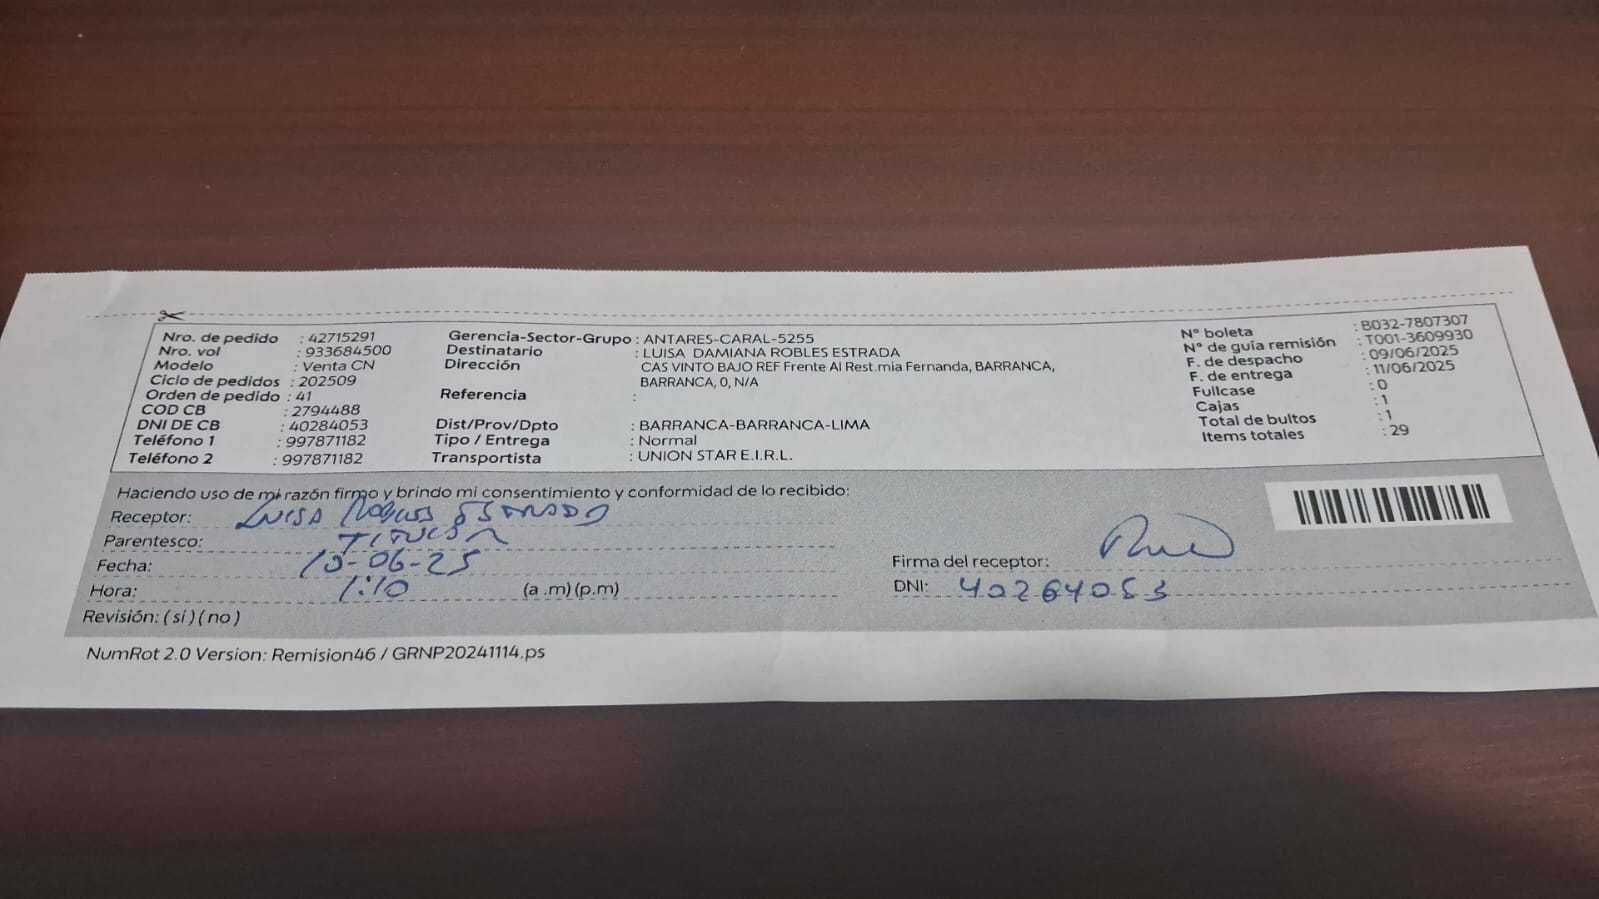 Nro. de pedido : 42715291
Nro. vol : 933684500
Modelo : Venta CN
Ciclo de pedidos : 202509
Orden de pedido : 41
COD CB : 2794488
DNI DE CB : 40284053
Teléfono 1 : 997871182
Teléfono 2 : 997871182
Gerencia-Sector-Grupo : ANTARES-CARAL-5255
Destinatario : LUISA DAMIANA ROBLES ESTRADA
Dirección CAS VINTO BAJO REF Frente Al Rest.mia Fernanda, BARRANCA,
BARRANCA, 0, N/A
Referencia :
Dist/Prov/Dpto : BARRANCA-BARRANCA-LIMA
Tipo / Entrega : Normal
Transportista : UNION STAR E.I.R.L.
N° boleta : B032-7807307
N° de guía remisión : T001-3609930
F. de despacho : 09/06/2025
F. de entrega : 11/06/2025
Fullcase : 0
Cajas : 1
Total de bultos : 1
Items totales : 29
Haciendo uso de mi razón firmo y brindo mi consentimiento y conformidad de lo recibido:
Receptor: LUISA Robles ESTRADA
Parentesco: TITULAR
Fecha: 10-06-25
Hora: 1:10 (a .m) (p.m)
Revisión: ( si ) ( no )
Firma del receptor:
DNI: 40284053
NumRot 2.0 Version: Remision46 / GRNP20241114.ps